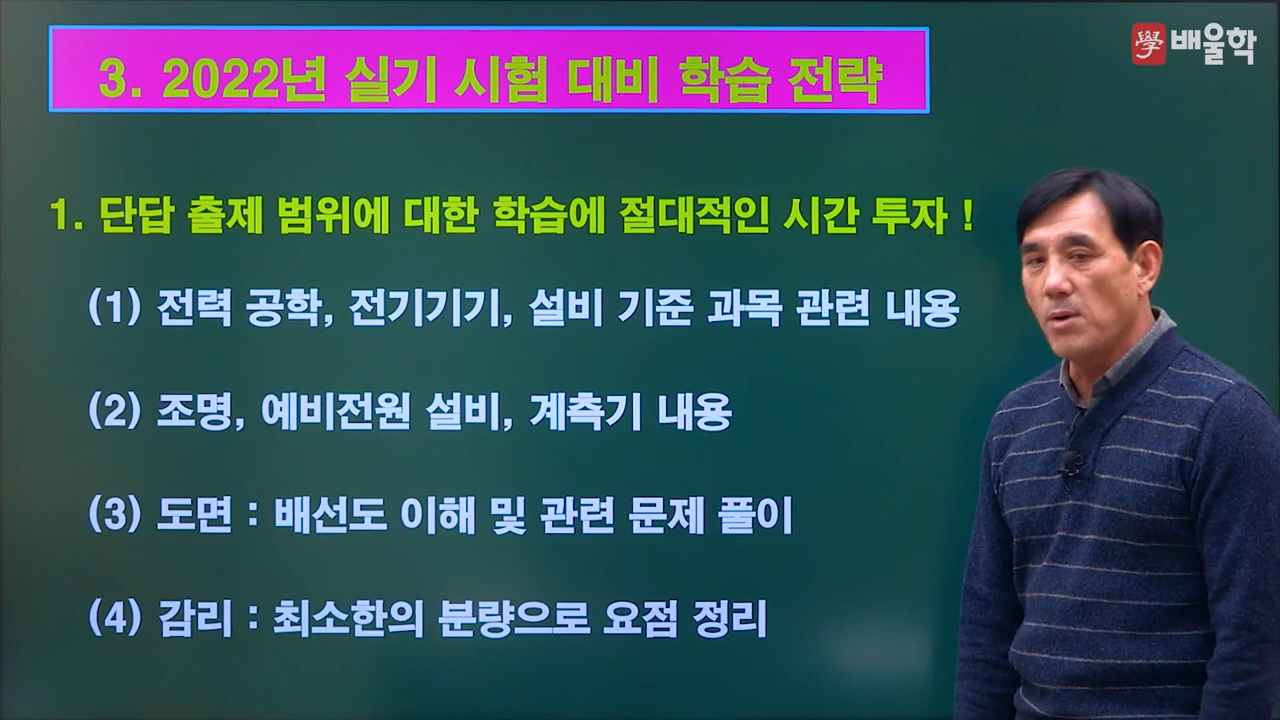 3. 2022년 실기 시험 대비 학습 전략
學 배울학
1. 단답 출제 범위에 대한 학습에 절대적인 시간 투자 !
(1) 전력 공학, 전기기기, 설비 기준 과목 관련 내용
(2) 조명, 예비전원 설비, 계측기 내용
(3) 도면 : 배선도 이해 및 관련 문제 풀이
(4) 감리 : 최소한의 분량으로 요점 정리